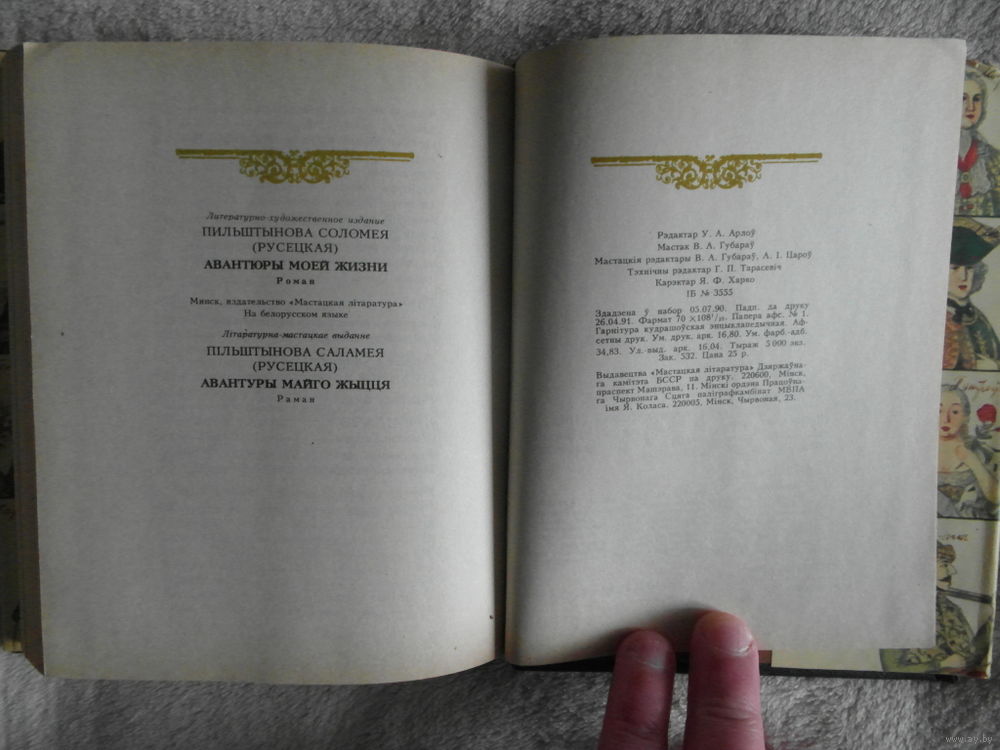 Литературно-художественное издание
ПИЛЬШТЫНОВА СОЛОМЕЯ
(РУСЕЦКАЯ)
АВАНТЮРЫ МОЕЙ ЖИЗНИ
Роман
Минск, издательство «Мастацкая літаратура»
На белорусском языке
Літаратурна-мастацкае выданне
ПІЛЬШТЫНОВА САЛАМЕЯ
(РУСЕЦКАЯ)
АВАНТУРЫ МАЙГО ЖЫЦЦЯ
Раман
Рэдактар У. А. Арлоў
Мастак В. А. Губараў
Мастацкія рэдактары В. А. Губараў, Л. І. Цароў
Тэхнічны рэдактар Г. П. Тарасевіч
Карэктар Я. Ф. Харко
ІБ № 3555
Здадзена ў набор 05.07.90. Падп. да друку
26.04.91. Фармат 70 ×108¹/₃₂. Папера афс. № 1.
Гарнітура кудрашоўская энцыклапедычная. Аф-
сетны друк. Ум. друк. арк. 16,80. Ум. фарб.-адб.
34,83. Ул.-выд. арк. 16,04. Тыраж 5 000 экз.
Зак. 532. Цана 25 р.
Выдавецтва «Мастацкая літаратура» Дзяржаўна-
га камітэта БССР па друку. 220600, Мінск,
праспект Машэрава, 11. Мінскі ордэна Працоўна-
га Чырвонага Сцяга паліграфкамбінат МВПА
імя Я. Коласа. 220005, Мінск, Чырвоная, 23.
www.ay.by